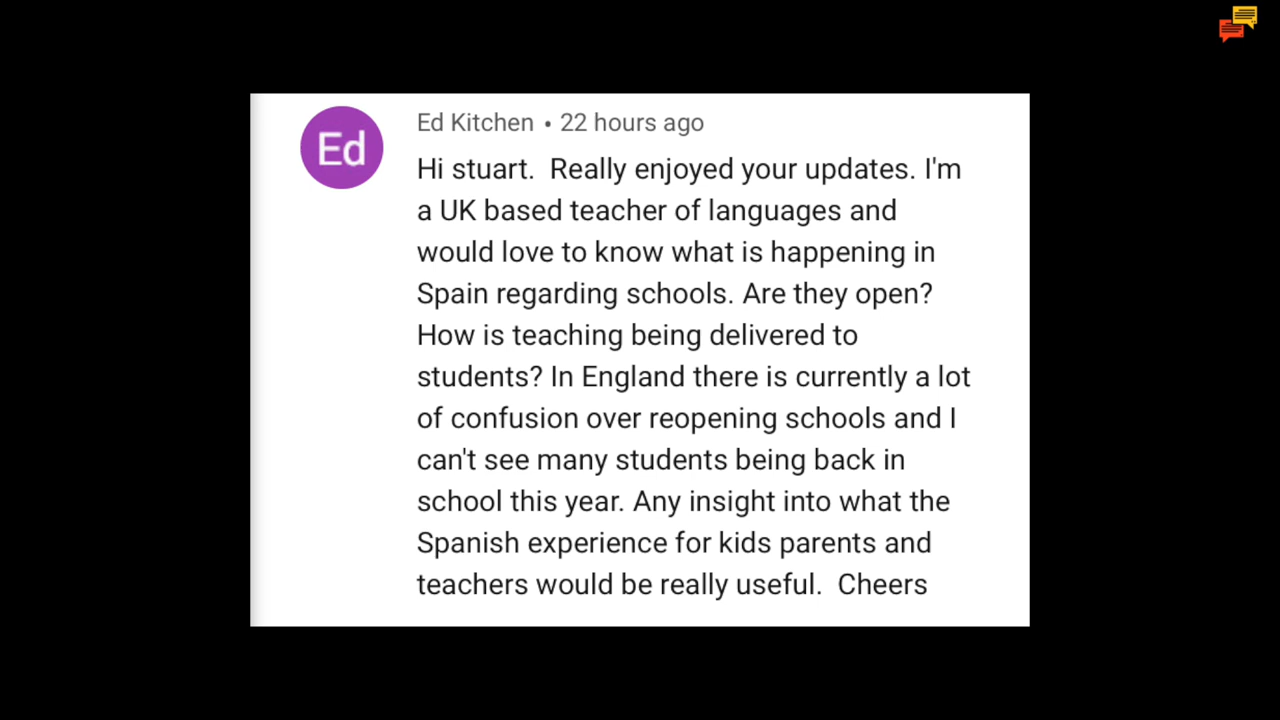 Ed
Ed Kitchen • 22 hours ago
Hi stuart.  Really enjoyed your updates. I'm
a UK based teacher of languages and
would love to know what is happening in
Spain regarding schools. Are they open?
How is teaching being delivered to
students? In England there is currently a lot
of confusion over reopening schools and I
can't see many students being back in
school this year. Any insight into what the
Spanish experience for kids parents and
teachers would be really useful.  Cheers